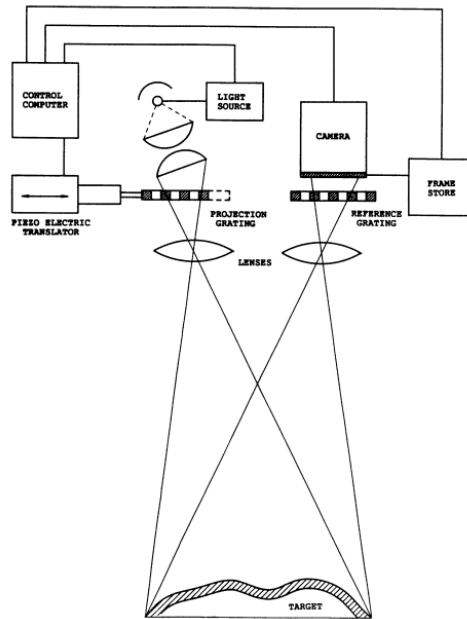 CONTROL
COMPUTER
LIGHT
SOURCE
CAMERA
FRAME
STORE
PIEZO ELECTRIC
TRANSLATOR
PROJECTION
GRATING
REFERENCE
GRATING
LENSES
TARGET